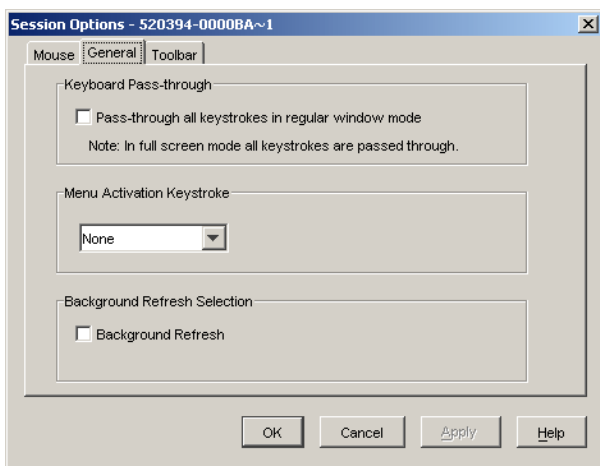 Session Options - 520394-0000BA~1
Mouse General Toolbar
Keyboard Pass-through
Pass-through all keystrokes in regular window mode
Note: In full screen mode all keystrokes are passed through.
Menu Activation Keystroke
None
Background Refresh Selection
Background Refresh
OK Cancel Apply Help